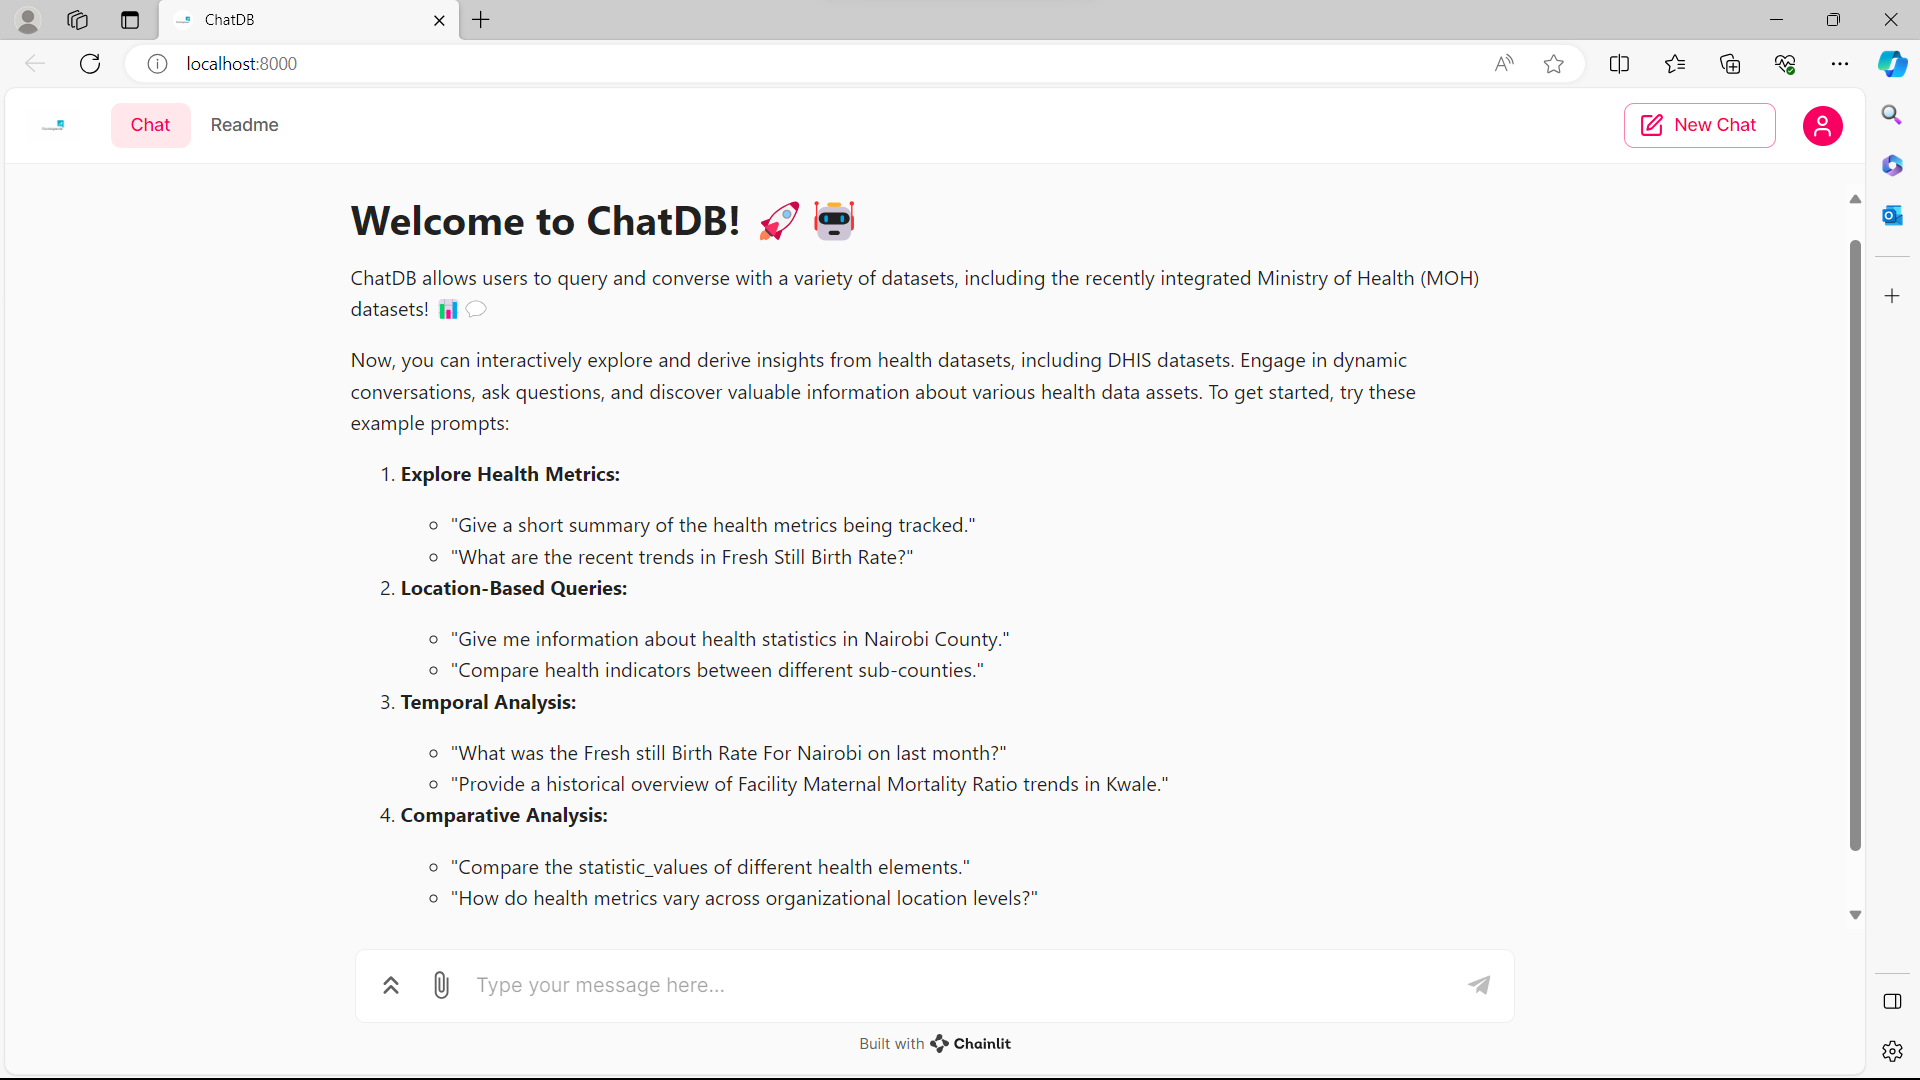 ChatDB
localhost:8000
Chat
Readme
New Chat
Welcome to ChatDB! 🚀 🤖
ChatDB allows users to query and converse with a variety of datasets, including the recently integrated Ministry of Health (MOH)
datasets! 📊 💬
Now, you can interactively explore and derive insights from health datasets, including DHIS datasets. Engage in dynamic
conversations, ask questions, and discover valuable information about various health data assets. To get started, try these
example prompts:
1. Explore Health Metrics:
"Give a short summary of the health metrics being tracked."
"What are the recent trends in Fresh Still Birth Rate?"
2. Location-Based Queries:
"Give me information about health statistics in Nairobi County."
"Compare health indicators between different sub-counties."
3. Temporal Analysis:
"What was the Fresh still Birth Rate For Nairobi on last month?"
"Provide a historical overview of Facility Maternal Mortality Ratio trends in Kwale."
4. Comparative Analysis:
"Compare the statistic_values of different health elements."
"How do health metrics vary across organizational location levels?"
Type your message here...
Built with Chainlit